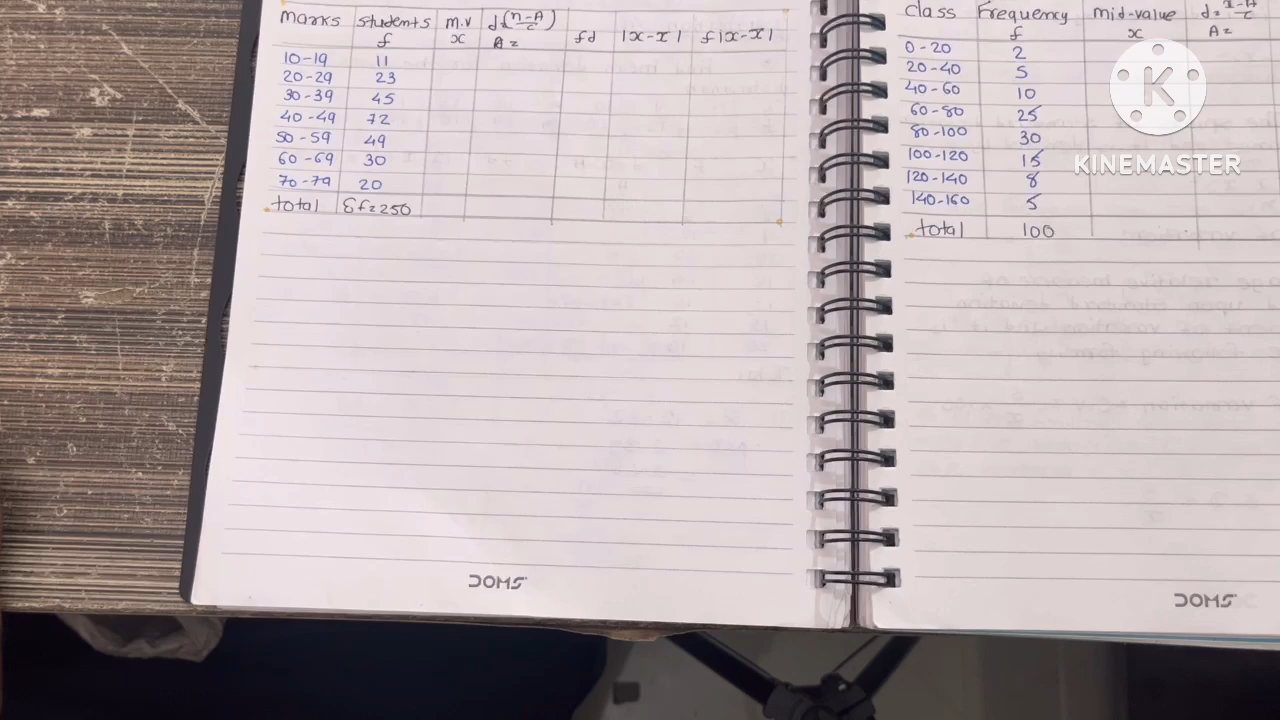 Marks students m.v d(n-A/c) fd |x-x̄| f|x-x̄|
f x A=
10-19 11
20-29 23
30-39 45
40-49 72
50-59 49
60-69 30
70-79 20
total Σf=250
DOMS
class Frequency mid-value d=x-A/c
f x A=
0-20 2
20-40 5
40-60 10
60-80 25
80-100 30
100-120 15
120-140 8
140-160 5
total 100
DOMS
K
KINEMASTER